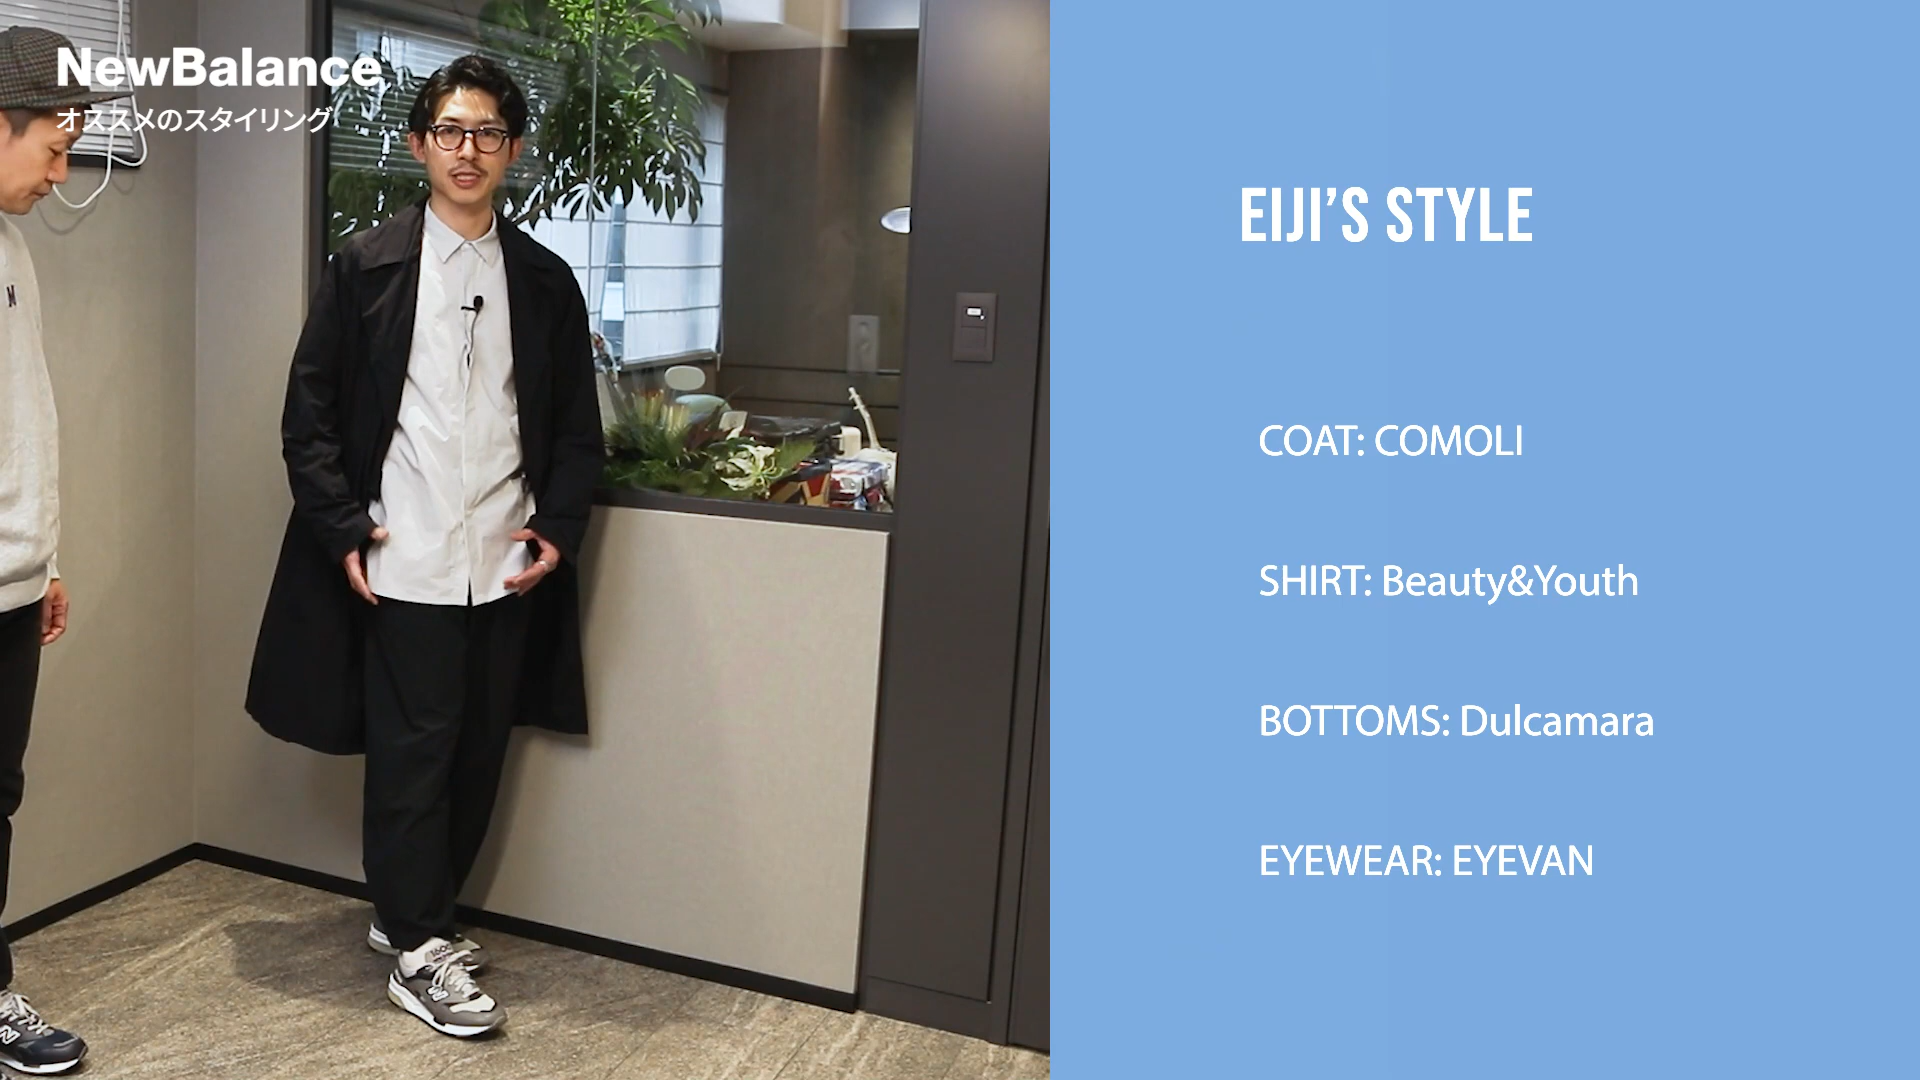 NewBalance
オススメのスタイリング
EIJI’S STYLE
COAT: COMOLI
SHIRT: Beauty&Youth
BOTTOMS: Dulcamara
EYEWEAR: EYEVAN
M
1600
N
N